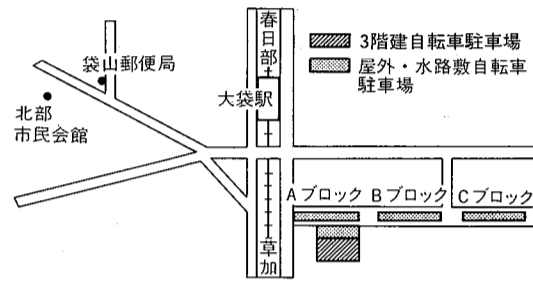 春日部
3階建自転車駐車場
屋外・水路敷自転車
駐車場
袋山郵便局
大袋駅
北部
市民会館
Aブロック
Bブロック
Cブロック
草加